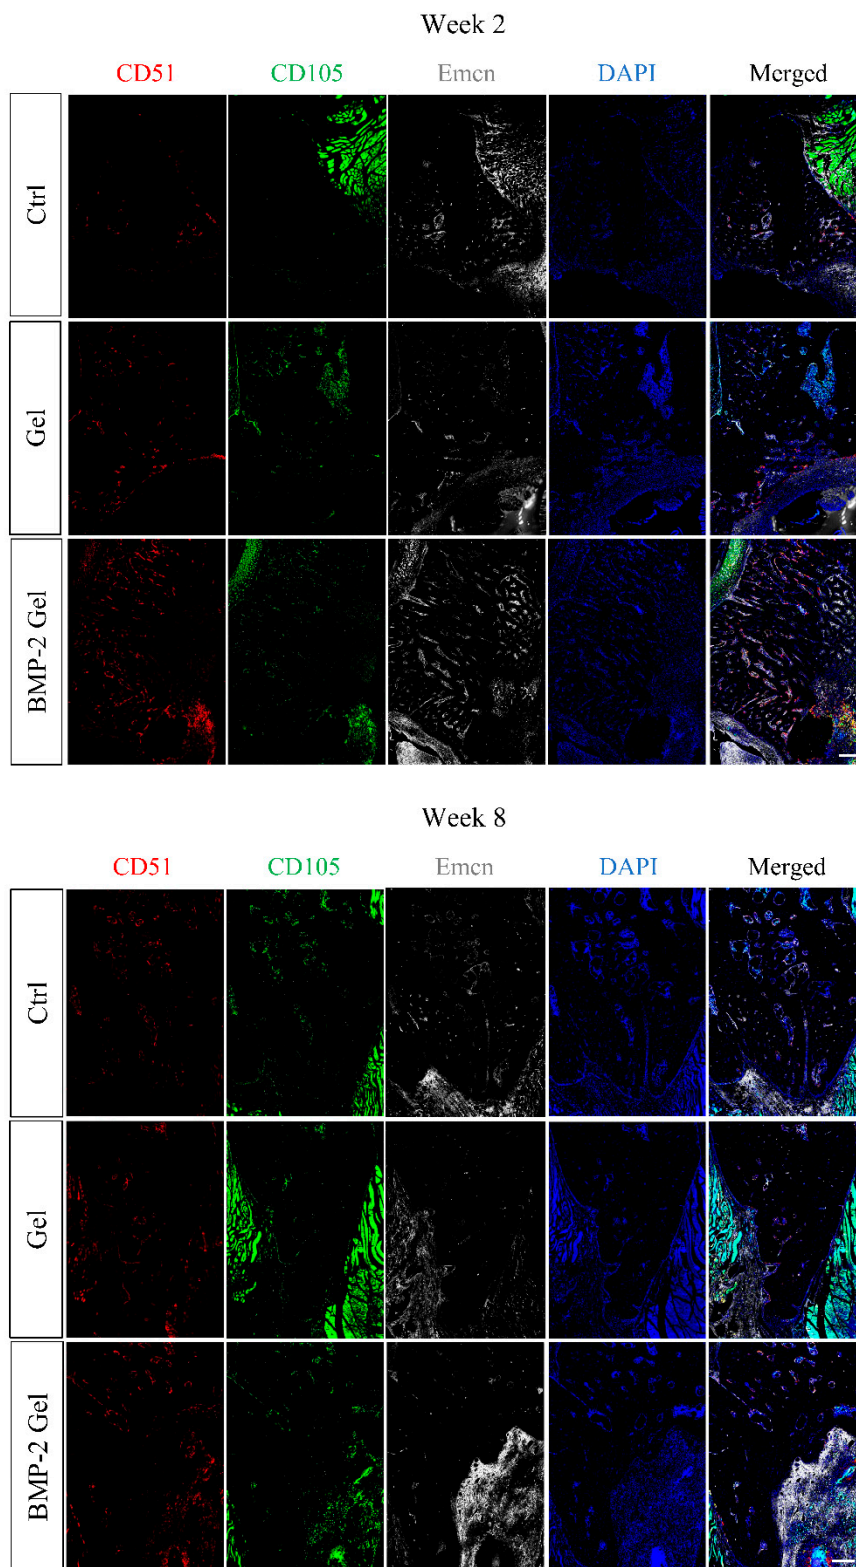 Week 2
CD51 CD105 Emcn DAPI Merged
Ctrl
Gel
BMP-2 Gel
Week 8
CD51 CD105 Emcn DAPI Merged
Ctrl
Gel
BMP-2 Gel